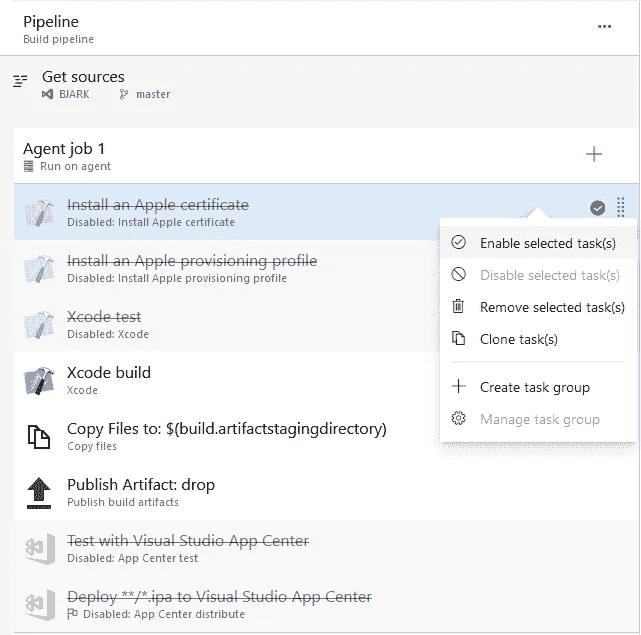 Pipeline
Build pipeline
Get sources
BJARK master
Agent job 1
Run on agent
Install an Apple certificate
Disabled: Install Apple certificate
Install an Apple provisioning profile
Disabled: Install Apple provisioning profile
Xcode test
Disabled: Xcode
Xcode build
Xcode
Copy Files to: $(build.artifactstagingdirectory)
Copy files
Publish Artifact: drop
Publish build artifacts
Test with Visual Studio App Center
Disabled: App Center test
Deploy **/*.ipa to Visual Studio App Center
Disabled: App Center distribute
Enable selected task(s)
Disable selected task(s)
Remove selected task(s)
Clone task(s)
Create task group
Manage task group